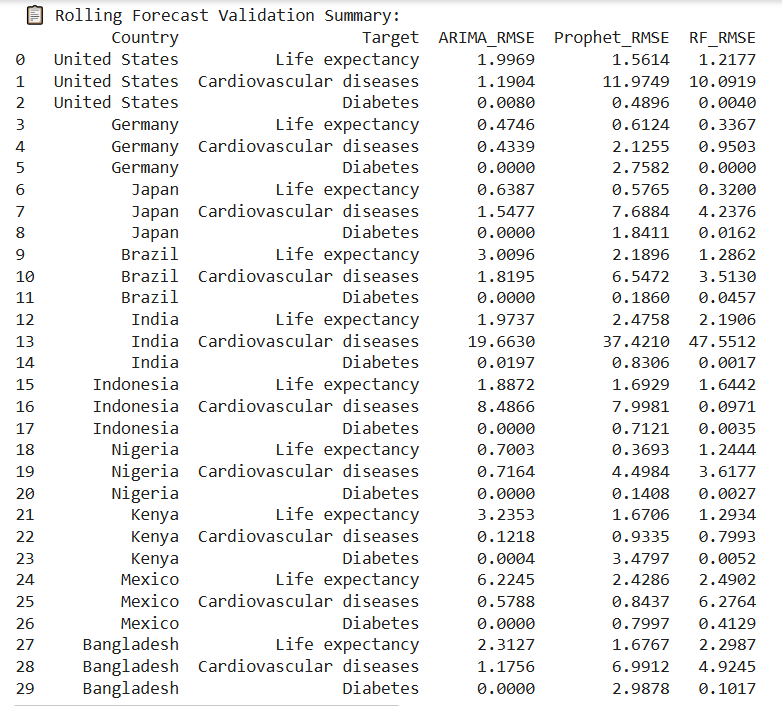 📋 Rolling Forecast Validation Summary:
Country Target ARIMA_RMSE Prophet_RMSE RF_RMSE
0 United States Life expectancy 1.9969 1.5614 1.2177
1 United States Cardiovascular diseases 1.1904 11.9749 10.0919
2 United States Diabetes 0.0080 0.4896 0.0040
3 Germany Life expectancy 0.4746 0.6124 0.3367
4 Germany Cardiovascular diseases 0.4339 2.1255 0.9503
5 Germany Diabetes 0.0000 2.7582 0.0000
6 Japan Life expectancy 0.6387 0.5765 0.3200
7 Japan Cardiovascular diseases 1.5477 7.6884 4.2376
8 Japan Diabetes 0.0000 1.8411 0.0162
9 Brazil Life expectancy 3.0096 2.1896 1.2862
10 Brazil Cardiovascular diseases 1.8195 6.5472 3.5130
11 Brazil Diabetes 0.0000 0.1860 0.0457
12 India Life expectancy 1.9737 2.4758 2.1906
13 India Cardiovascular diseases 19.6630 37.4210 47.5512
14 India Diabetes 0.0197 0.8306 0.0017
15 Indonesia Life expectancy 1.8872 1.6929 1.6442
16 Indonesia Cardiovascular diseases 8.4866 7.9981 0.0971
17 Indonesia Diabetes 0.0000 0.7121 0.0035
18 Nigeria Life expectancy 0.7003 0.3693 1.2444
19 Nigeria Cardiovascular diseases 0.7164 4.4984 3.6177
20 Nigeria Diabetes 0.0000 0.1408 0.0027
21 Kenya Life expectancy 3.2353 1.6706 1.2934
22 Kenya Cardiovascular diseases 0.1218 0.9335 0.7993
23 Kenya Diabetes 0.0004 3.4797 0.0052
24 Mexico Life expectancy 6.2245 2.4286 2.4902
25 Mexico Cardiovascular diseases 0.5788 0.8437 6.2764
26 Mexico Diabetes 0.0000 0.7997 0.4129
27 Bangladesh Life expectancy 2.3127 1.6767 2.2987
28 Bangladesh Cardiovascular diseases 1.1756 6.9912 4.9245
29 Bangladesh Diabetes 0.0000 2.9878 0.1017